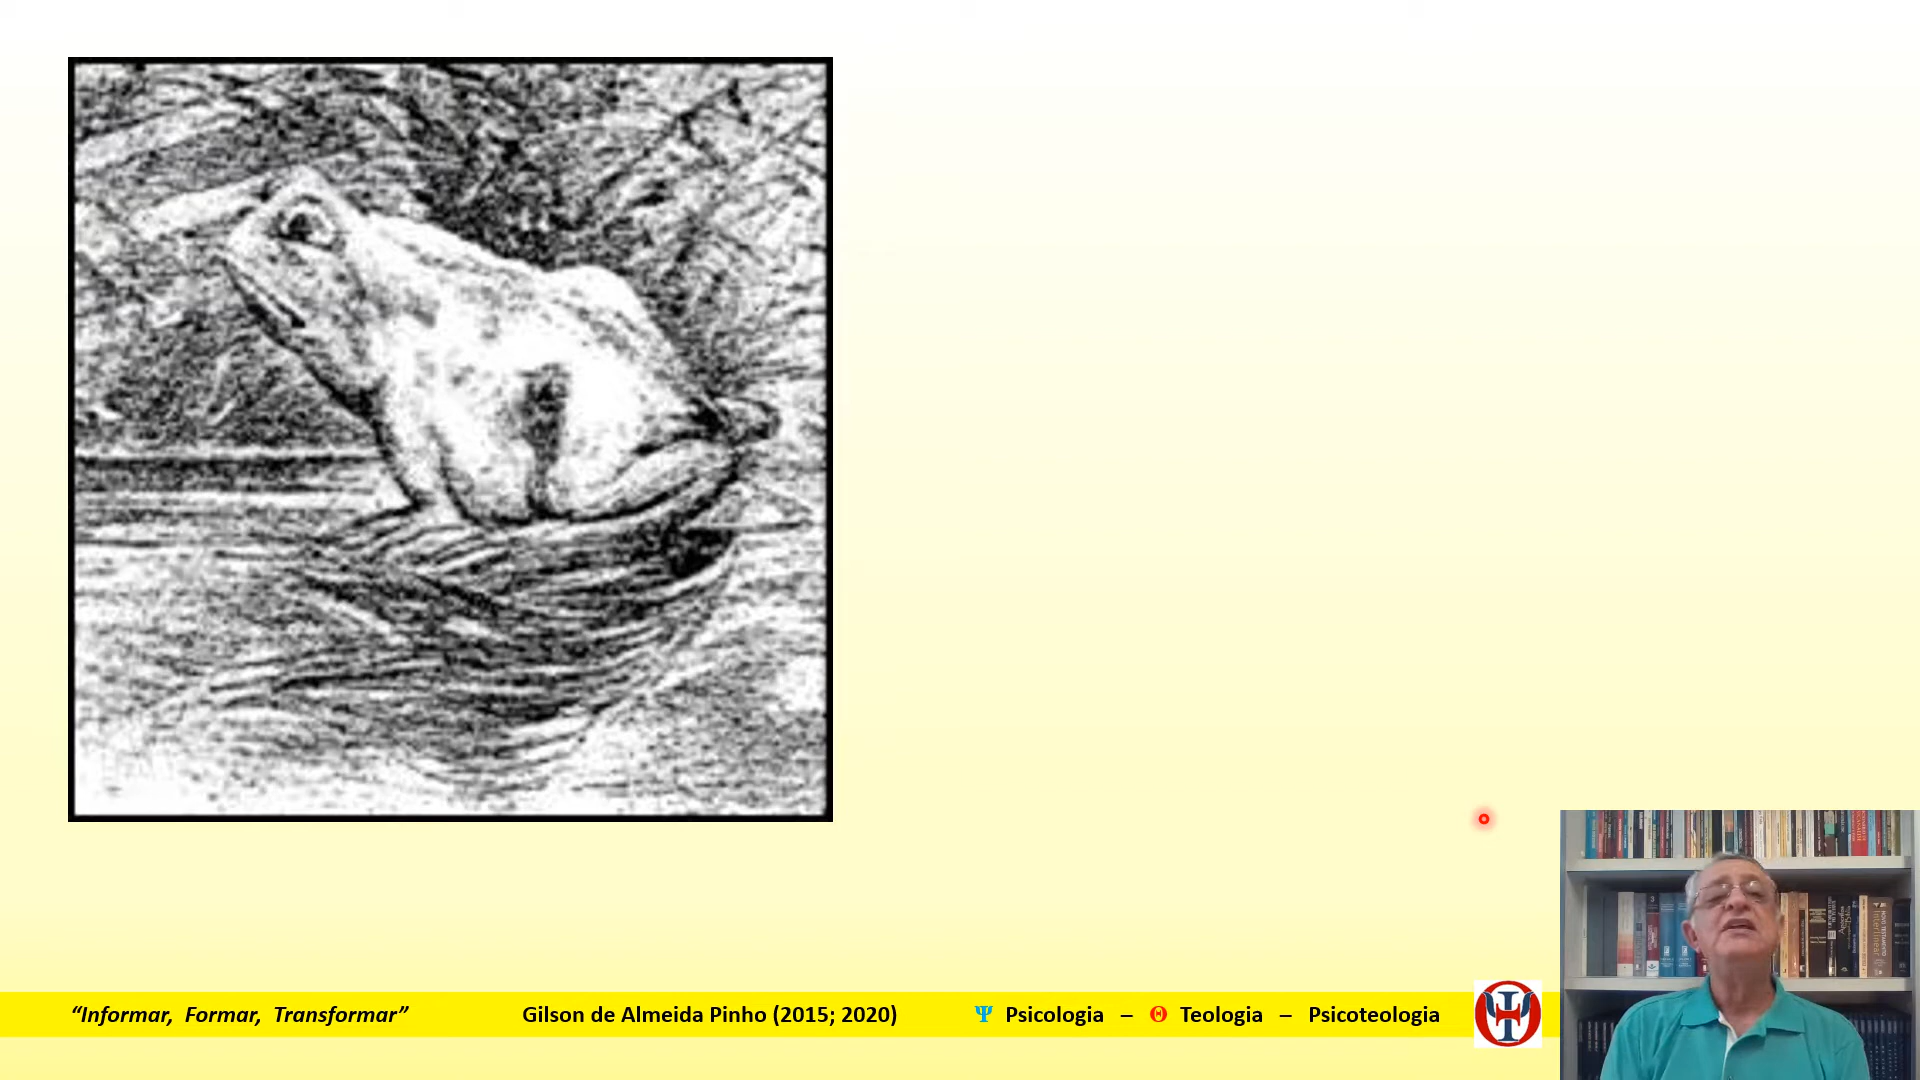 “Informar, Formar, Transformar” Gilson de Almeida Pinho (2015; 2020) Ψ Psicologia – Θ Teologia – Psicoteologia